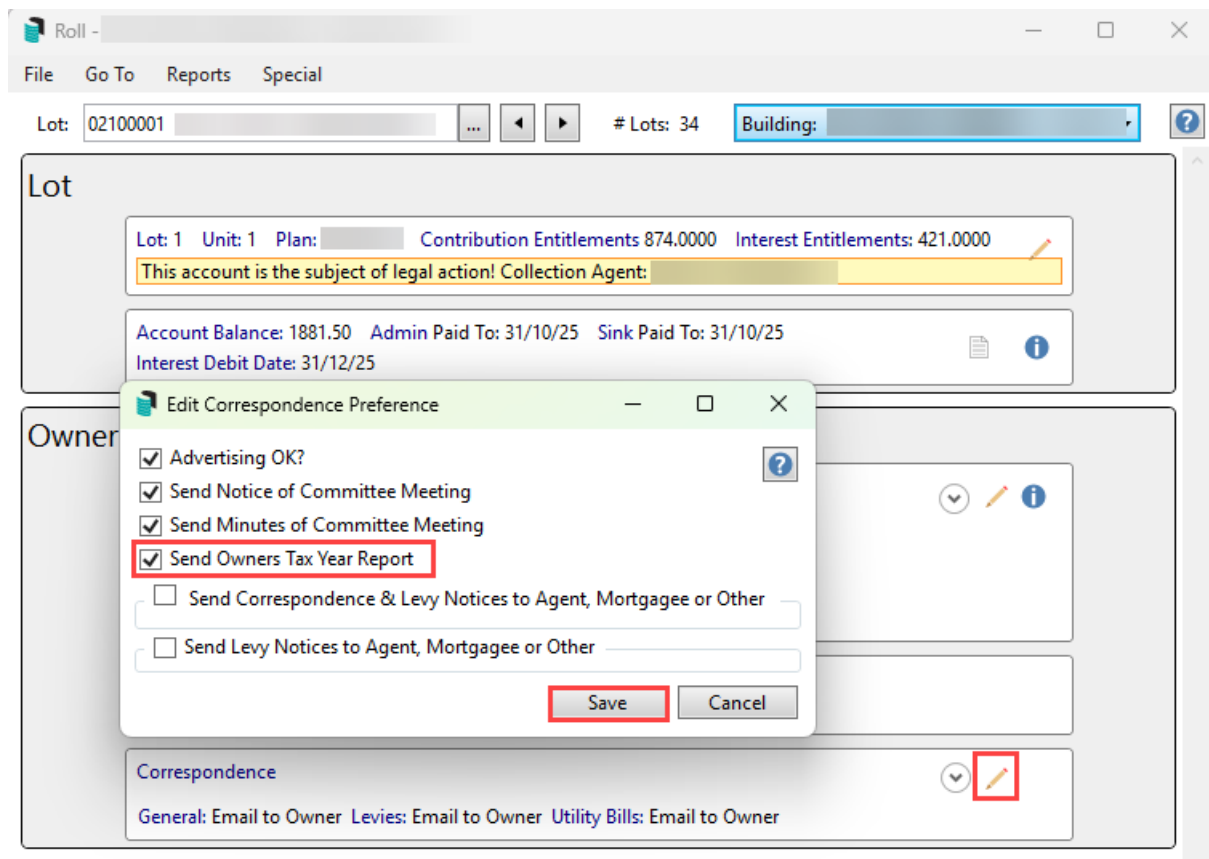 Roll -
File Go To Reports Special
Lot: 02100001 ... # Lots: 34 Building: ?
Lot
Lot: 1 Unit: 1 Plan: Contribution Entitlements 874.0000 Interest Entitlements: 421.0000
This account is the subject of legal action! Collection Agent:
Account Balance: 1881.50 Admin Paid To: 31/10/25 Sink Paid To: 31/10/25
Interest Debit Date: 31/12/25
Edit Correspondence Preference
Owner
Advertising OK? ?
Send Notice of Committee Meeting
Send Minutes of Committee Meeting
Send Owners Tax Year Report
Send Correspondence & Levy Notices to Agent, Mortgagee or Other
Send Levy Notices to Agent, Mortgagee or Other
Save Cancel
Correspondence
General: Email to Owner Levies: Email to Owner Utility Bills: Email to Owner